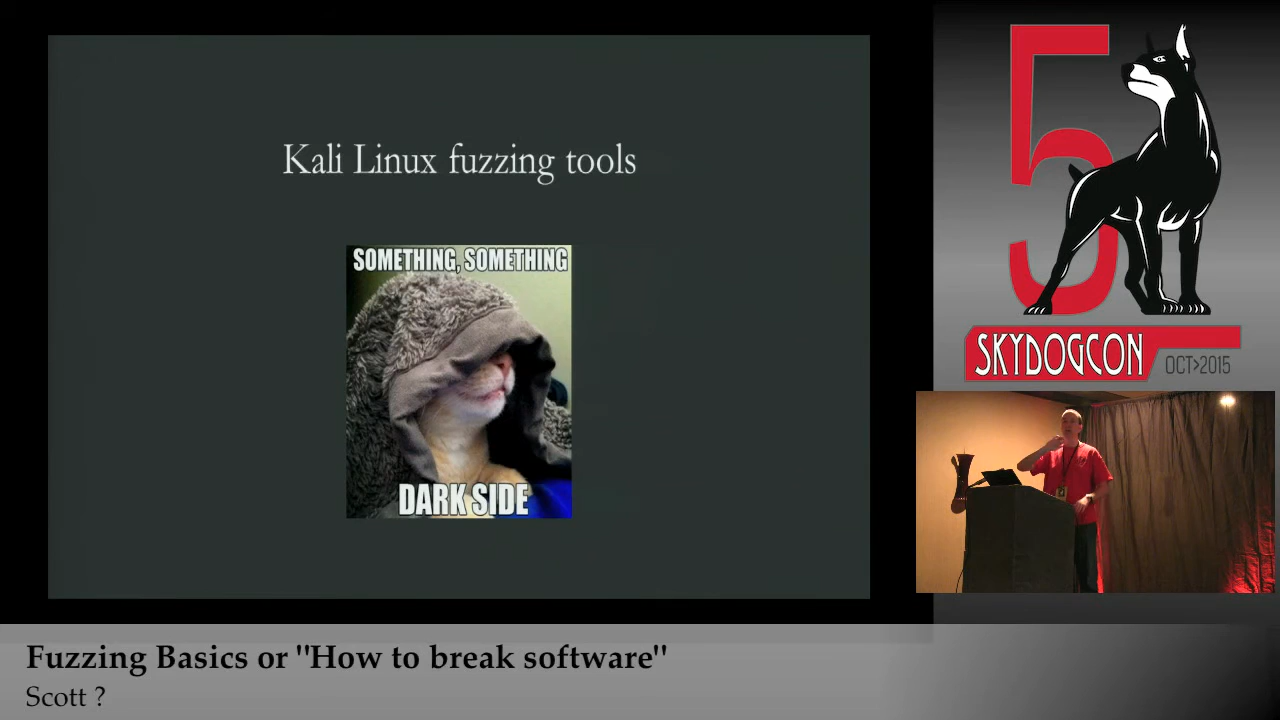 Kali Linux fuzzing tools
SOMETHING, SOMETHING
DARK SIDE
5
SKYDOGCON
OCT>2015
Fuzzing Basics or "How to break software"
Scott ?